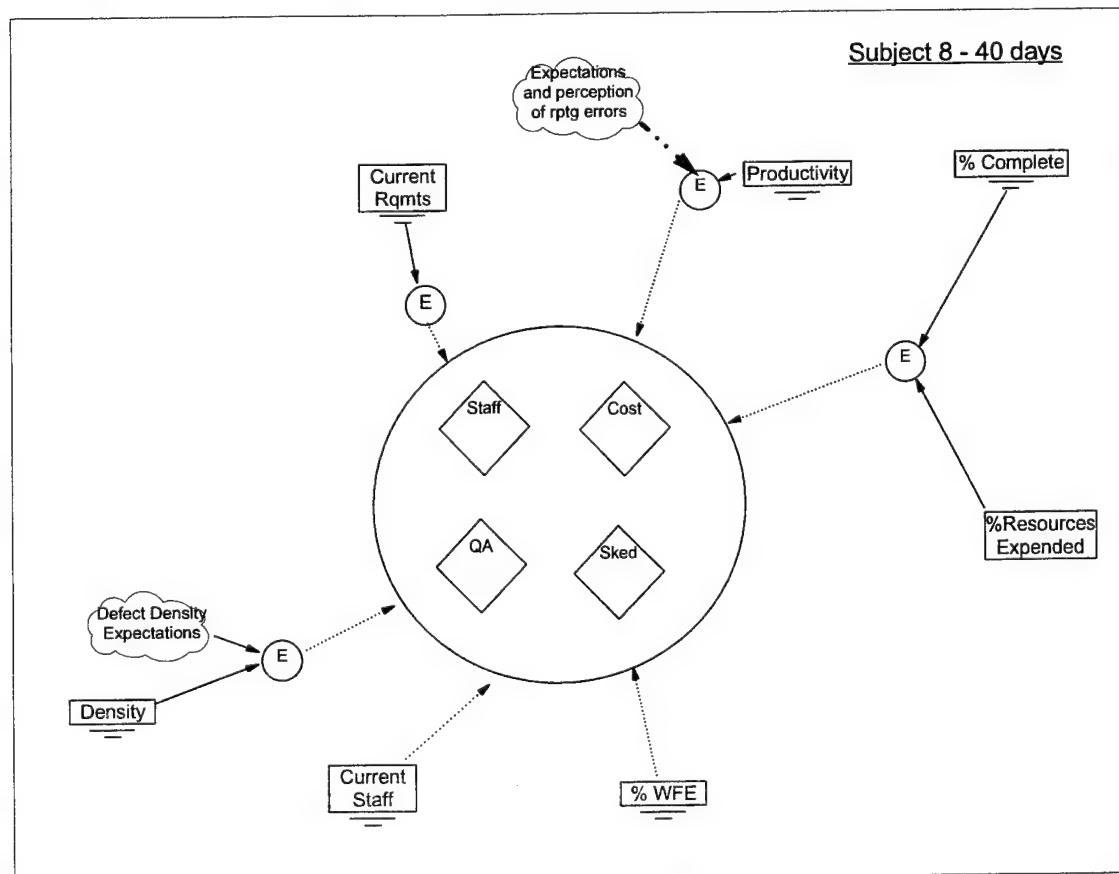 Subject 8 - 40 days
Expectations
and perception
of rptg errors
Productivity
% Complete
Current
Rqmts
E
E
E
Staff
Cost
QA
Sked
%Resources
Expended
Defect Density
Expectations
E
Density
Current
Staff
% WFE